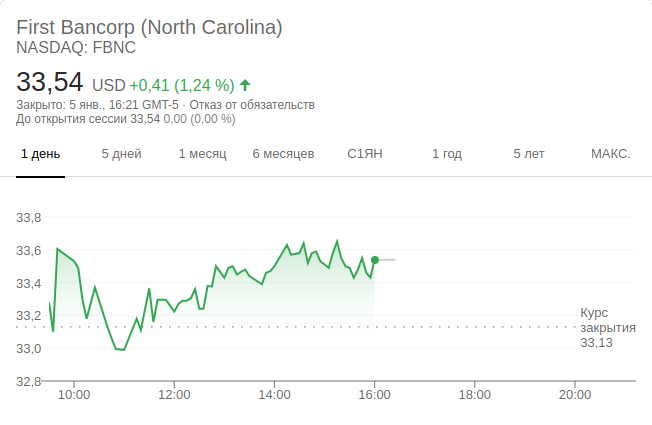 First Bancorp (North Carolina)
NASDAQ: FBNC
33,54 USD +0,41 (1,24 %)
Закрыто: 5 янв., 16:21 GMT-5 · Отказ от обязательств
До открытия сессии 33,54 0,00 (0,00 %)
1 день 5 дней 1 месяц 6 месяцев С1ЯН 1 год 5 лет МАКС.
33,8
33,6
33,4
33,2
Курс
закрытия
33,13
33,0
32,8
10:00 12:00 14:00 16:00 18:00 20:00